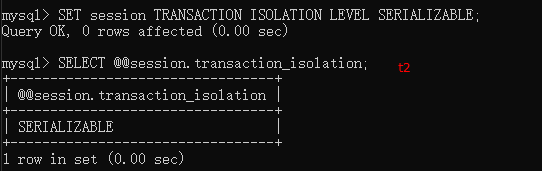 mysql> SET session TRANSACTION ISOLATION LEVEL SERIALIZABLE;
Query OK, 0 rows affected (0.00 sec)
mysql> SELECT @@session.transaction_isolation;
t2
+---------------------------------+
| @@session.transaction_isolation |
+---------------------------------+
| SERIALIZABLE                    |
+---------------------------------+
1 row in set (0.00 sec)